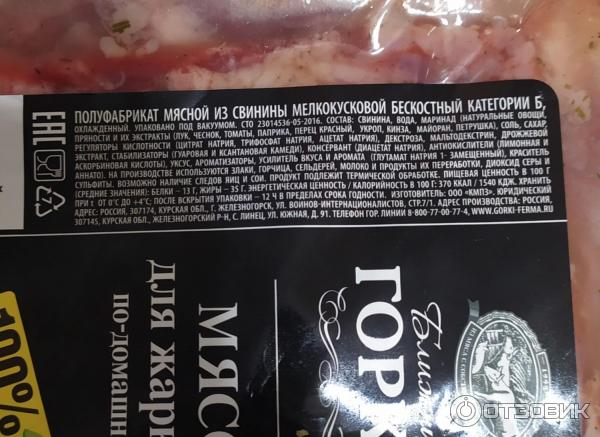 ПОЛУФАБРИКАТ МЯСНОЙ ИЗ СВИНИНЫ МЕЛКОКУСКОВОЙ БЕСКОСТНЫЙ КАТЕГОРИИ Б,
ОХЛАЖДЕННЫЙ. УПАКОВАНО ПОД ВАКУУМОМ. СТО 23014536-05-2016. СОСТАВ: СВИНИНА, ВОДА, МАРИНАД (НАТУРАЛЬНЫЕ ОВОЩИ,
ПРЯНОСТИ И ИХ ЭКСТРАКТЫ (ЛУК, ЧЕСНОК, ТОМАТЫ, ПАПРИКА, ПЕРЕЦ КРАСНЫЙ, УКРОП, КИНЗА, МАЙОРАН, ПЕТРУШКА), СОЛЬ, САХАР,
РЕГУЛЯТОРЫ КИСЛОТНОСТИ (ЦИТРАТ НАТРИЯ, ТРИФОСФАТ НАТРИЯ, АЦЕТАТ НАТРИЯ), ДЕКСТРОЗА, МАЛЬТОДЕКСТРИН, ДРОЖЖЕВОЙ
ЭКСТРАКТ, СТАБИЛИЗАТОРЫ (ГУАРОВАЯ И КСАНТАНОВАЯ КАМЕДИ), КОНСЕРВАНТ (ДИАЦЕТАТ НАТРИЯ), АНТИОКИСЛИТЕЛИ (ЛИМОННАЯ И
АСКОРБИНОВАЯ КИСЛОТЫ), УКСУС, АРОМАТИЗАТОРЫ, УСИЛИТЕЛЬ ВКУСА И АРОМАТА (ГЛУТАМАТ НАТРИЯ 1- ЗАМЕЩЕННЫЙ), КРАСИТЕЛЬ
АННАТО). НА ПРОИЗВОДСТВЕ ИСПОЛЬЗУЮТСЯ ЗЛАКИ, ГОРЧИЦА, СЕЛЬДЕРЕЙ, МОЛОКО И ПРОДУКТЫ ИХ ПЕРЕРАБОТКИ, ДИОКСИД СЕРЫ И
СУЛЬФИТЫ. ВОЗМОЖНО НАЛИЧИЕ СЛЕДОВ ЯИЦ И СОИ. ПРОДУКТ ПОДЛЕЖИТ ТЕРМИЧЕСКОЙ ОБРАБОТКЕ. ПИЩЕВАЯ ЦЕННОСТЬ В 100 Г
(СРЕДНИЕ ЗНАЧЕНИЯ): БЕЛКИ – 13 Г; ЖИРЫ – 35 Г. ЭНЕРГЕТИЧЕСКАЯ ЦЕННОСТЬ / КАЛОРИЙНОСТЬ В 100 Г: 370 ККАЛ / 1540 КДЖ. ХРАНИТЬ
ПРИ t ОТ 0°С ДО +4°С; ПОСЛЕ ВСКРЫТИЯ УПАКОВКИ – 12 Ч В ПРЕДЕЛАХ СРОКА ГОДНОСТИ. ИЗГОТОВИТЕЛЬ: ООО «КМПЗ». ЮРИДИЧЕСКИЙ
АДРЕС: РОССИЯ, 307174, КУРСКАЯ ОБЛ., Г. ЖЕЛЕЗНОГОРСК, УЛ. ВОИНОВ-ИНТЕРНАЦИОНАЛИСТОВ, СТР.7/1. АДРЕС ПРОИЗВОДСТВА: РОССИЯ,
307145, КУРСКАЯ ОБЛ., ЖЕЛЕЗНОГОРСКИЙ Р-Н, С. ЛИНЕЦ, УЛ. ЮЖНАЯ, Д. 91. ТЕЛЕФОН ГОР. ЛИНИИ 8-800-77-00-77-4, WWW.GORKI-FERMA.RU
EAC
7
Ближ
ГОРК
МЯСО
ДЛЯ ЖАРК
ПО-ДОМАШН
100%
ОТЗОВИК